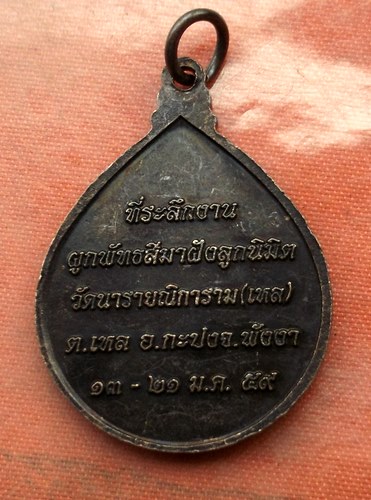 ที่ระลึกงาน
ผูกพัทธสีมาฝังลูกนิมิต
วัดนารายณิการาม(เหล)
ต.เหล อ.กะปงจ.พังงา
๑๓ - ๒๑ ม.ค. ๕๙